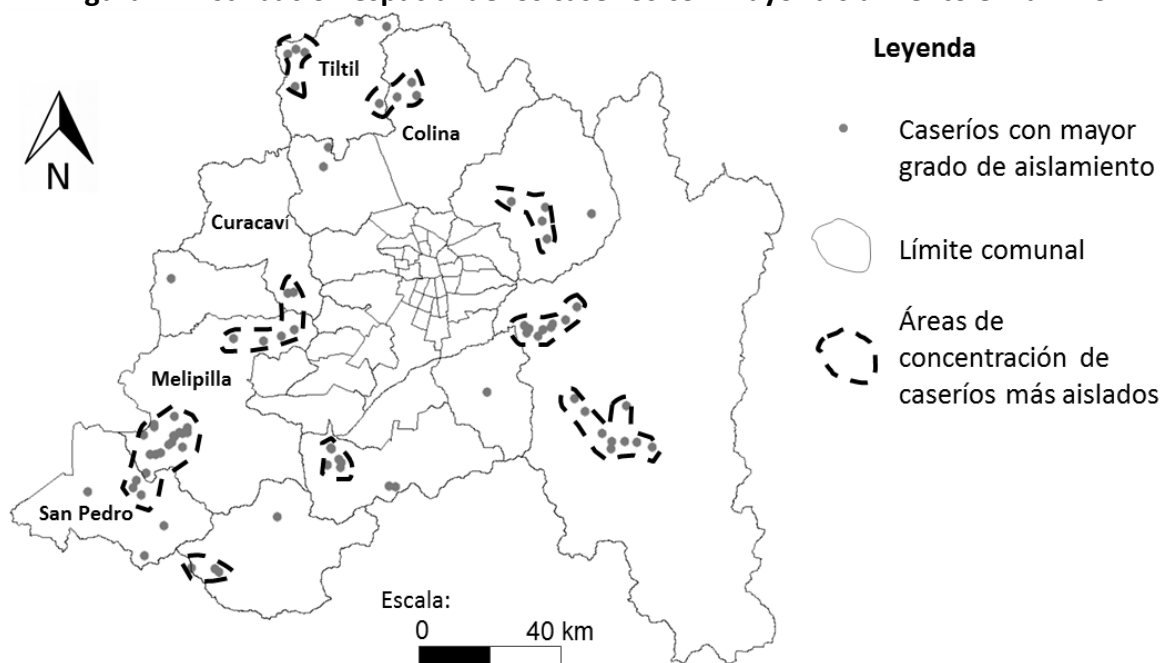 Tiltil
Colina
Curacaví
Melipilla
San Pedro
N
Leyenda
Caseríos con mayor
grado de aislamiento
Límite comunal
Áreas de
concentración de
caseríos más aislados
Escala:
0 40 km